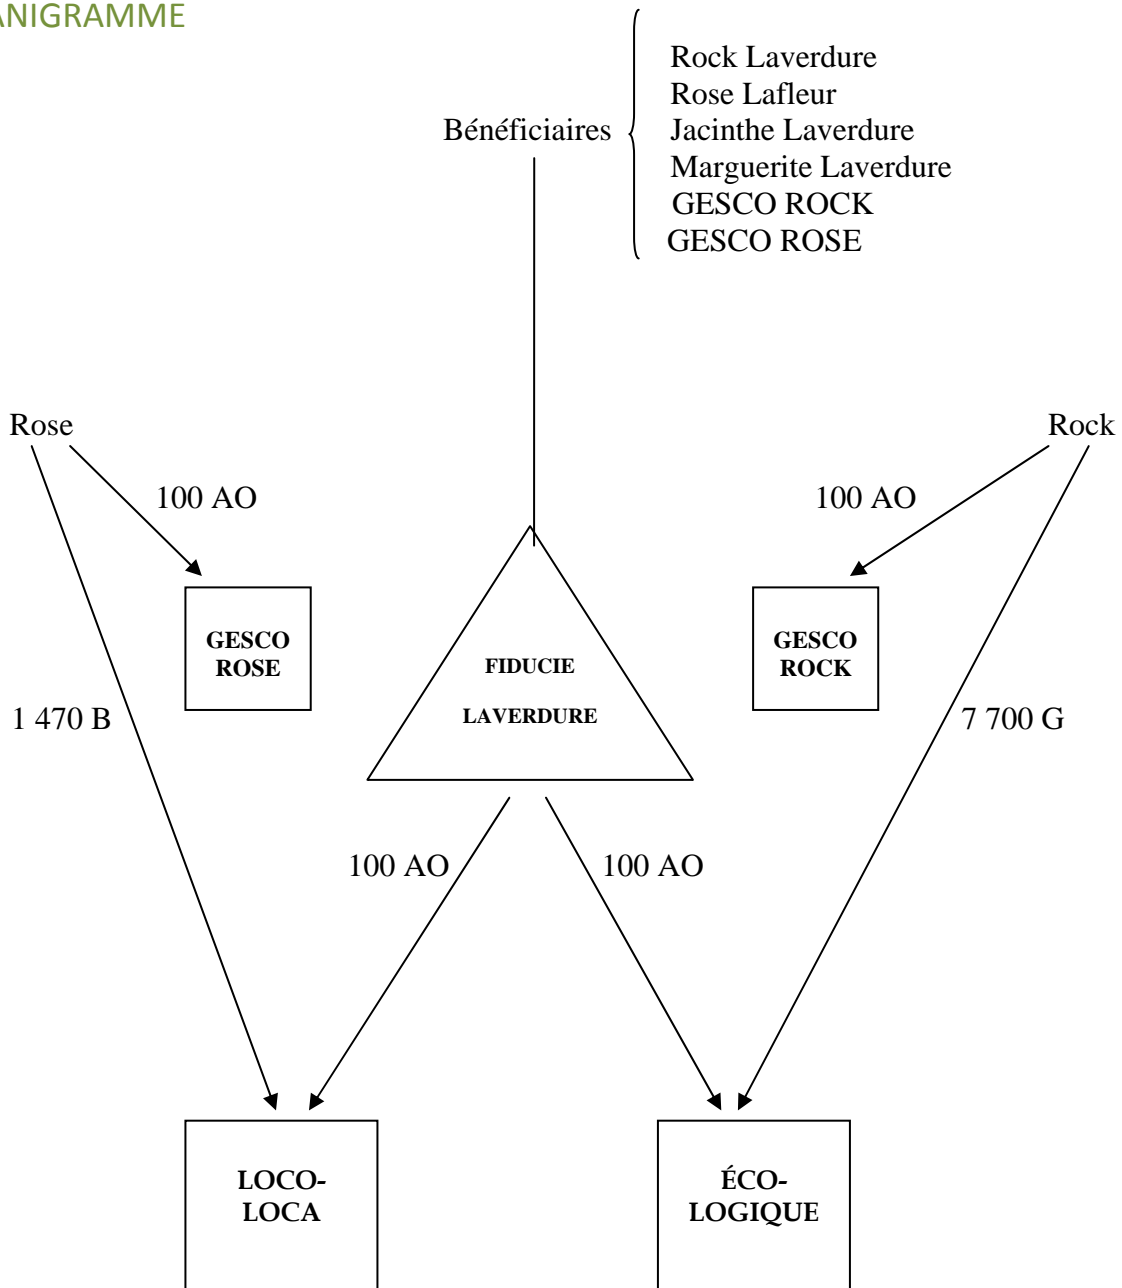 ANIGRAMME
Rock Laverdure
Rose Lafleur
Bénéficiaires
Jacinthe Laverdure
Marguerite Laverdure
GESCO ROCK
GESCO ROSE
Rose
Rock
100 AO
100 AO
GESCO
ROSE
FIDUCIE
LAVERDURE
GESCO
ROCK
1 470 B
7 700 G
100 AO
100 AO
LOCO-
LOCA
ÉCO-
LOGIQUE